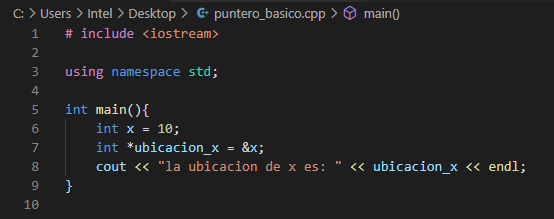 C: > Users > Intel > Desktop > puntero_basico.cpp > main()
1 # include <iostream>
2
3 using namespace std;
4
5 int main(){
6     int x = 10;
7     int *ubicacion_x = &x;
8     cout << "la ubicacion de x es: " << ubicacion_x << endl;
9 }
10